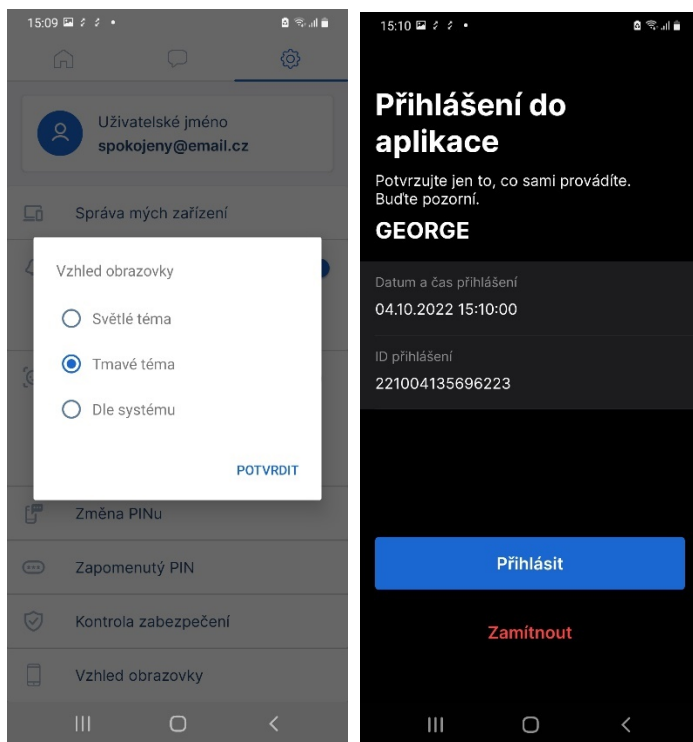 15:09
Uživatelské jméno
spokojeny@email.cz
Správa mých zařízení
Vzhled obrazovky
Světlé téma
Tmavé téma
Dle systému
POTVRDIT
Změna PINu
Zapomenutý PIN
Kontrola zabezpečení
Vzhled obrazovky
15:10
Přihlášení do
aplikace
Potvrzujte jen to, co sami provádíte.
Buďte pozorní.
GEORGE
Datum a čas přihlášení
04.10.2022 15:10:00
ID přihlášení
221004135696223
Přihlásit
Zamítnout